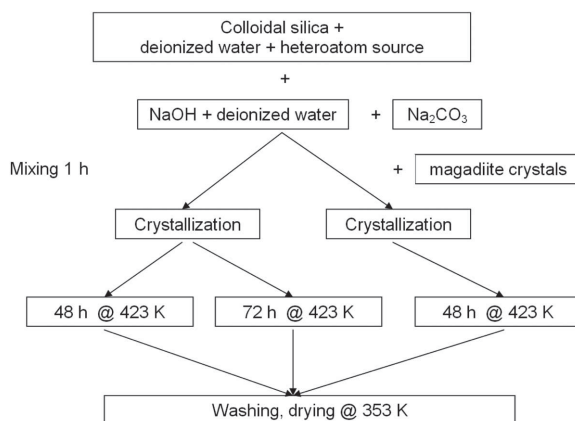 Colloidal silica +
deionized water + heteroatom source
+
NaOH + deionized water + Na₂CO₃
Mixing 1 h + magadiite crystals
Crystallization Crystallization
48 h @ 423 K 72 h @ 423 K 48 h @ 423 K
Washing, drying @ 353 K